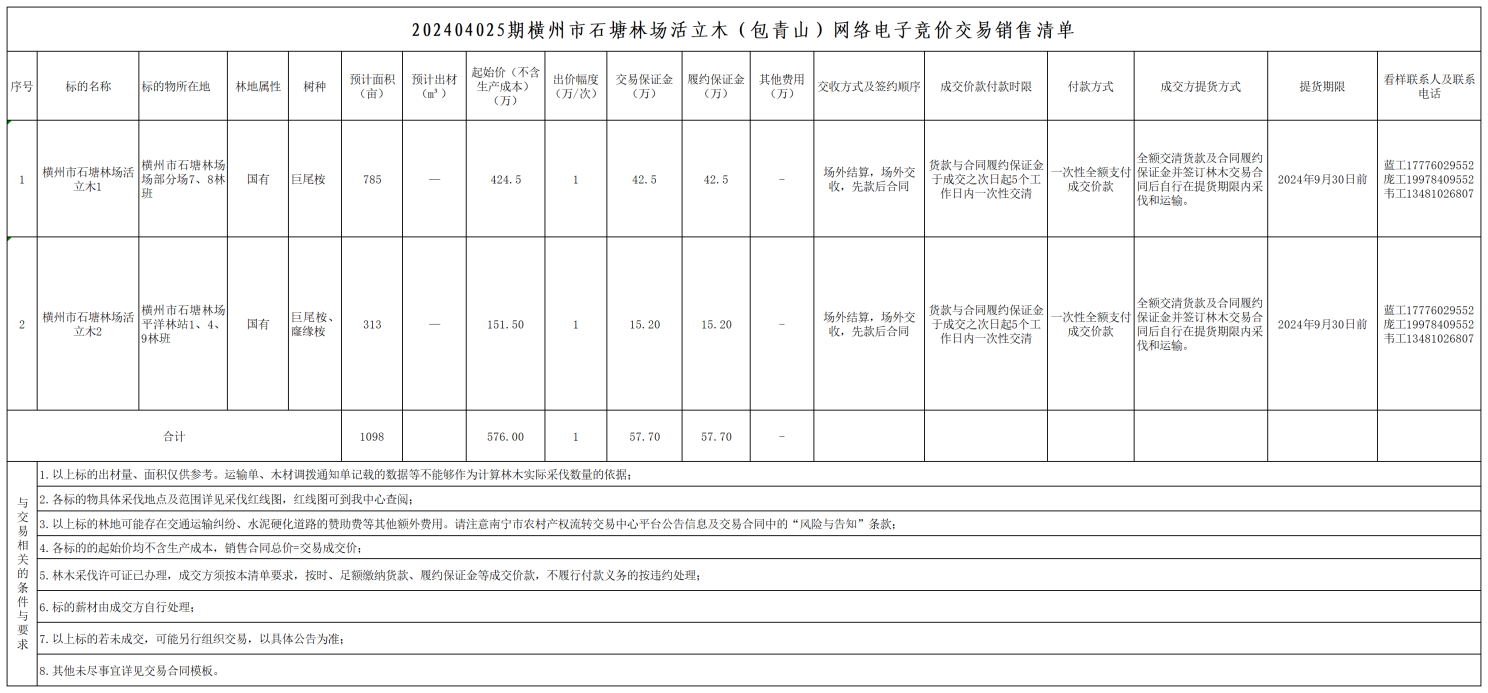 202404025期横州市石塘林场活立木（包青山）网络电子竞价交易销售清单
序号
标的名称
标的物所在地
林地属性
树种
预计面积
（亩）
预计出材
（m³）
起始价（不含
生产成本）
（万）
出价幅度
（万/次）
交易保证金
（万）
履约保证金
（万）
其他费用
（万）
交收方式及签约顺序
成交价款付款时限
付款方式
成交方提货方式
提货期限
看样联系人及联系
电话
1
横州市石塘林场活
立木1
横州市石塘林场
场部分场7、8林
班
国有
巨尾桉
785
—
424.5
1
42.5
42.5
-
场外结算，场外交
收，先款后合同
货款与合同履约保证金
于成交之次日起5个工
作日内一次性交清
一次性全额支付
成交价款
全额交清货款及合同履约
保证金并签订林木交易合
同后自行在提货期限内采
伐和运输。
2024年9月30日前
蓝工17776029552
庞工19978409552
韦工13481026807
2
横州市石塘林场活
立木2
横州市石塘林场
平洋林站1、4、
9林班
国有
巨尾桉、
窿缘桉
313
—
151.50
1
15.20
15.20
-
场外结算，场外交
收，先款后合同
货款与合同履约保证金
于成交之次日起5个工
作日内一次性交清
一次性全额支付
成交价款
全额交清货款及合同履约
保证金并签订林木交易合
同后自行在提货期限内采
伐和运输。
2024年9月30日前
蓝工17776029552
庞工19978409552
韦工13481026807
合计
1098
576.00
1
57.70
57.70
-
与交易相关的条件与要求
1.以上标的出材量、面积仅供参考。运输单、木材调拨通知单记载的数据等不能够作为计算林木实际采伐数量的依据；
2.各标的物具体采伐地点及范围详见采伐红线图，红线图可到我中心查阅；
3.以上标的林地可能存在交通运输纠纷、水泥硬化道路的赞助费等其他额外费用。请注意南宁市农村产权流转交易中心平台公告信息及交易合同中的“风险与告知”条款；
4.各标的的起始价均不含生产成本，销售合同总价=交易成交价；
5.林木采伐许可证已办理，成交方须按本清单要求，按时、足额缴纳货款、履约保证金等成交价款，不履行付款义务的按违约处理；
6.标的薪材由成交方自行处理；
7.以上标的若未成交，可能另行组织交易，以具体公告为准；
8.其他未尽事宜详见交易合同模板。